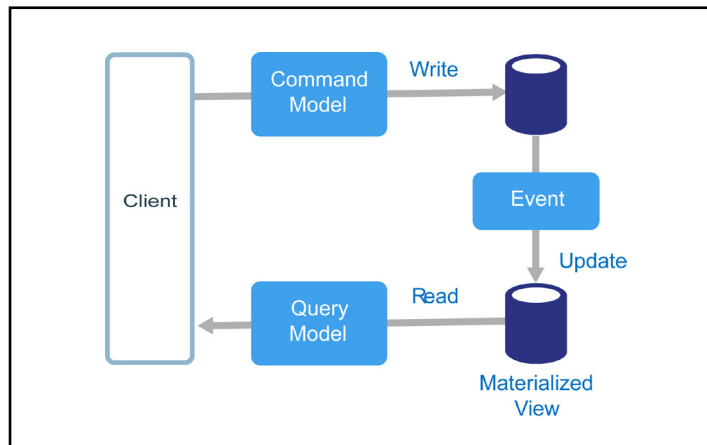 Command
Model
Write
Client
Event
Update
Query
Model
Read
Materialized
View